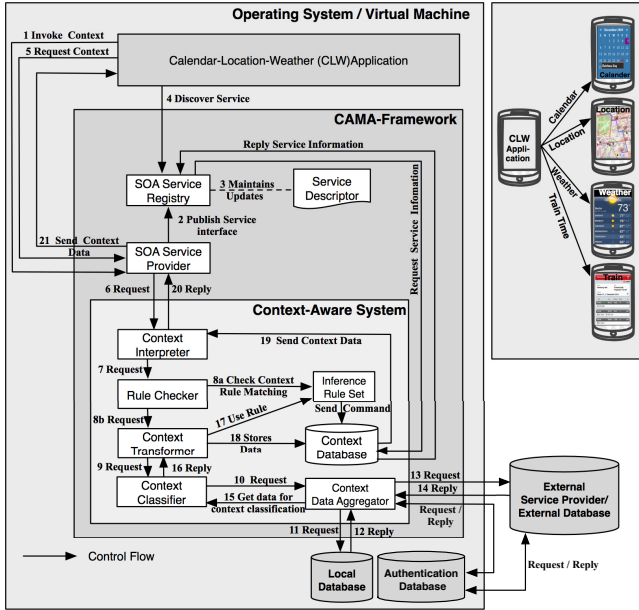 Operating System / Virtual Machine
1 Invoke Context
5 Request Context
Calendar-Location-Weather (CLW)Application
4 Discover Service
CAMA-Framework
Reply Service Information
SOA Service
Registry
3 Maintains
Updates
Service
Descriptor
2 Publish Service
interface
Request Service Infomation
21 Send Context
Data
SOA Service
Provider
6 Request
20 Reply
Context-Aware System
19 Send Context Data
Context
Interpreter
7 Request
Rule Checker
8a Check Context
Rule Matching
Inference
Rule Set
8b Request
17 Use Rule
Send Command
Context
Transformer
18 Stores
Data
Context
Database
9 Request
16 Reply
Context
Classifier
10 Request
15 Get data for
context classification
Context
Data Aggregator
13 Request
14 Reply
External
Service Provider/
External Database
Request /
Reply
11 Request
12 Reply
Control Flow
Local
Database
Authentication
Database
Request / Reply
CLW
Appli-
cation
Calendar
Location
Weather
Train Time
Calander
Location
Weather
73°
Train